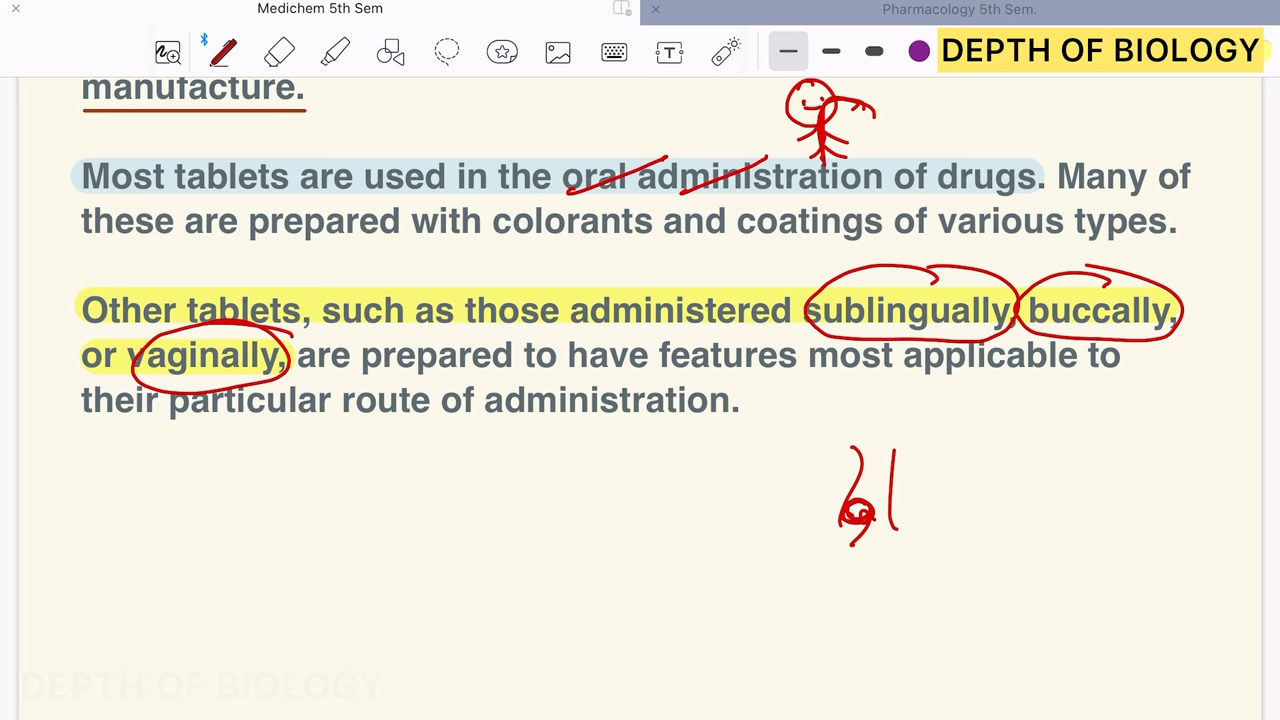 Medichem 5th Sem
Pharmacology 5th Sem.
DEPTH OF BIOLOGY
manufacture.
Most tablets are used in the oral administration of drugs. Many of
these are prepared with colorants and coatings of various types.
Other tablets, such as those administered sublingually, buccally,
or vaginally, are prepared to have features most applicable to
their particular route of administration.
DEPTH OF BIOLOGY